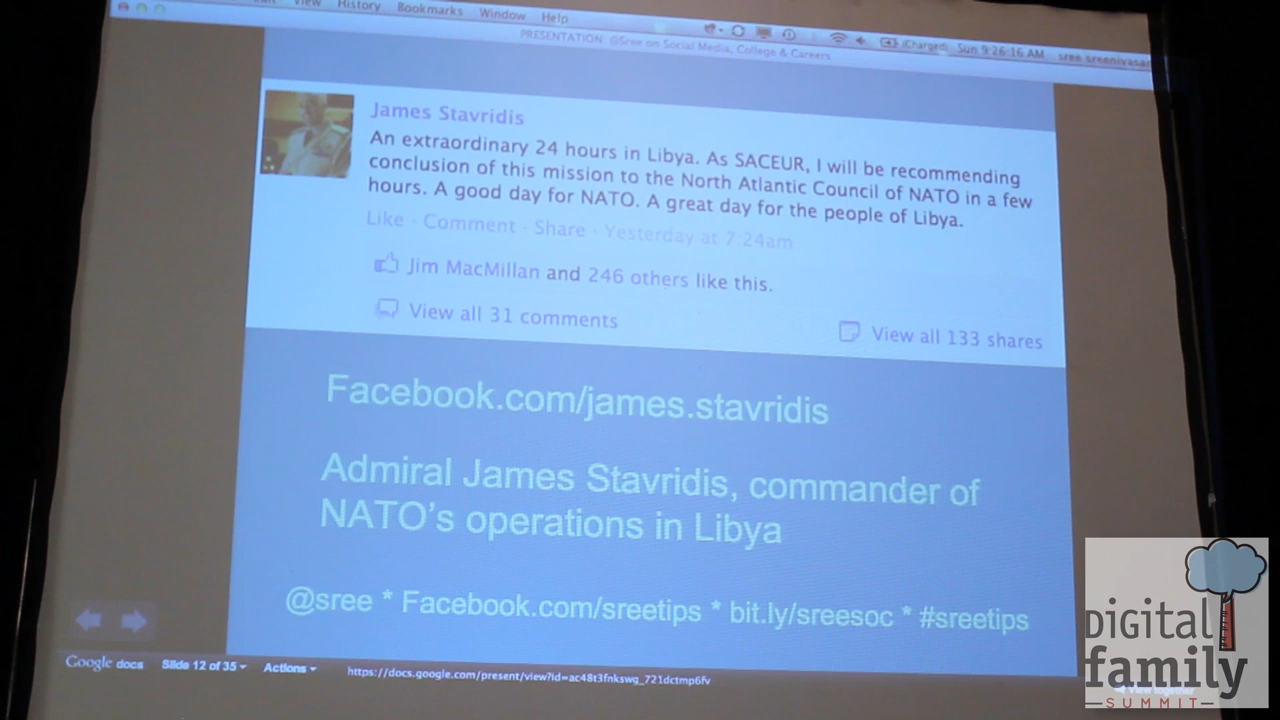 View History Bookmarks Window Help
(Charged) Sun 9:26:16 AM sree sreenivasan
PRESENTATION: @Sree on Social Media, College & Careers
James Stavridis
An extraordinary 24 hours in Libya. As SACEUR, I will be recommending
conclusion of this mission to the North Atlantic Council of NATO in a few
hours. A good day for NATO. A great day for the people of Libya.
Like · Comment · Share · Yesterday at 7:24am
Jim MacMillan and 246 others like this.
View all 31 comments
View all 133 shares
Facebook.com/james.stavridis
Admiral James Stavridis, commander of
NATO's operations in Libya
@sree * Facebook.com/sreetips * bit.ly/sreesoc * #sreetips
Google docs Slide 12 of 35 Actions
https://docs.google.com/present/view?id=ac48t3fnkswg_721dctmp6fv
View together
digital
family
SUMMIT